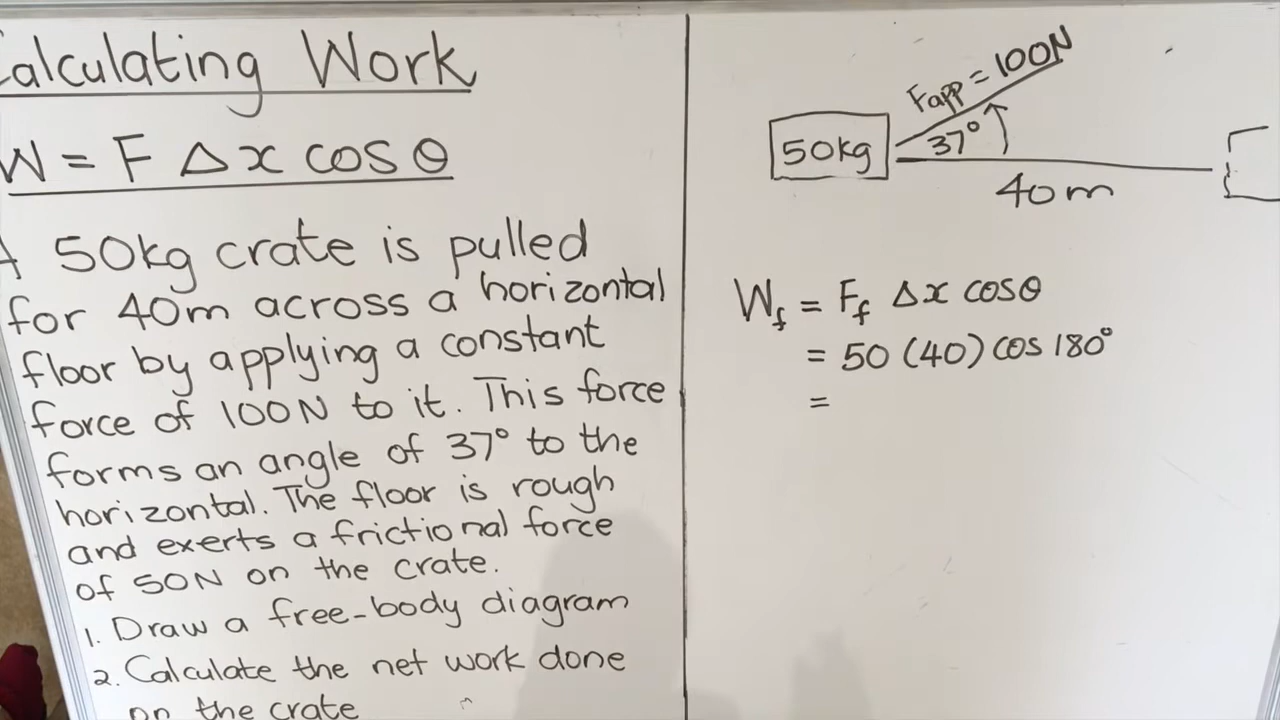 Calculating Work
W = F Δx cosθ
A 50kg crate is pulled
for 40m across a horizontal
floor by applying a constant
force of 100N to it. This force
forms an angle of 37° to the
horizontal. The floor is rough
and exerts a frictional force
of 50N on the crate.
1. Draw a free-body diagram
2. Calculate the net work done
on the crate
Fapp = 100N
50kg
37°
40m
Wf = Ff Δx cosθ
= 50 (40) cos 180°
=